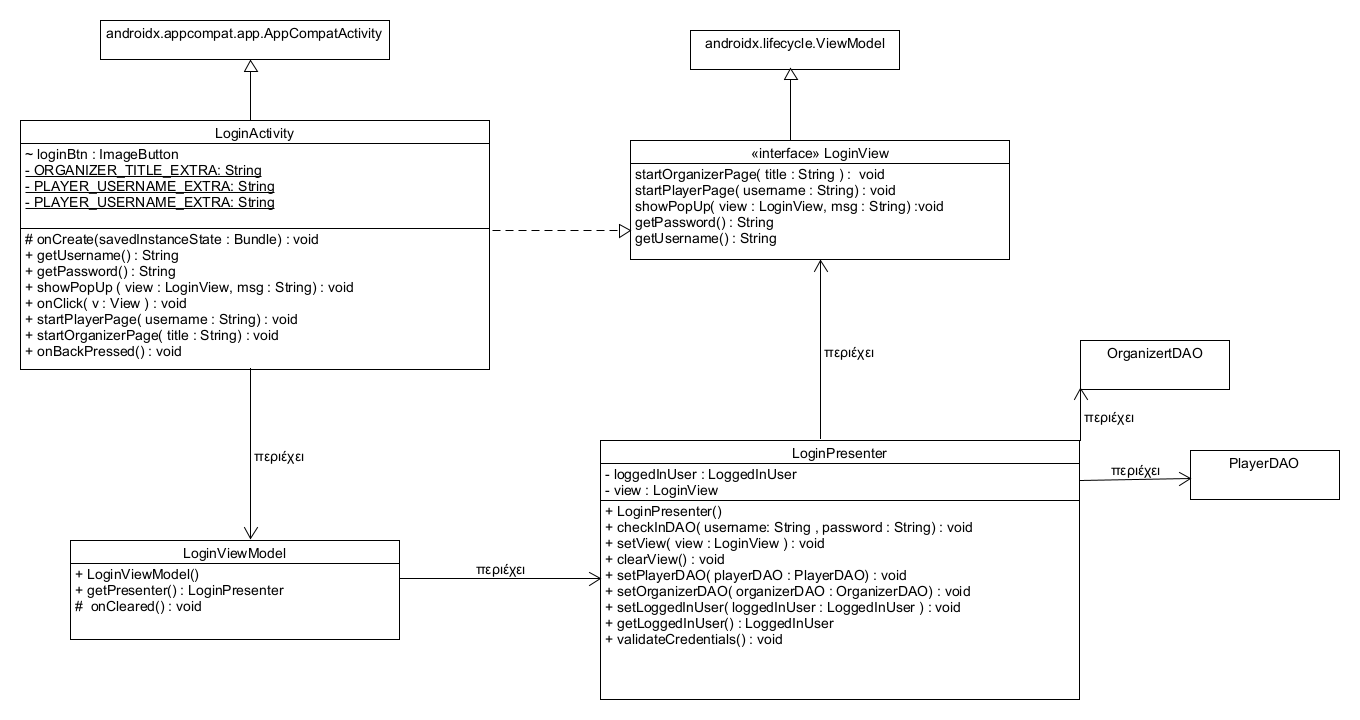 androidx.appcompat.app.AppCompatActivity
androidx.lifecycle.ViewModel
LoginActivity
~ loginBtn : ImageButton
- ORGANIZER_TITLE_EXTRA: String
- PLAYER_USERNAME_EXTRA: String
- PLAYER_USERNAME_EXTRA: String
# onCreate(savedInstanceState : Bundle) : void
+ getUsername() : String
+ getPassword() : String
+ showPopUp ( view : LoginView, msg : String) : void
+ onClick( v : View ) : void
+ startPlayerPage( username : String) : void
+ startOrganizerPage( title : String) : void
+ onBackPressed() : void
«interface» LoginView
startOrganizerPage( title : String ) : void
startPlayerPage( username : String) : void
showPopUp( view : LoginView, msg : String) :void
getPassword() : String
getUsername() : String
περιέχει
OrganizertDAO
περιέχει
περιέχει
PlayerDAO
περιέχει
LoginPresenter
- loggedInUser : LoggedInUser
- view : LoginView
+ LoginPresenter()
+ checkInDAO( username: String , password : String) : void
+ setView( view : LoginView ) : void
+ clearView() : void
+ setPlayerDAO( playerDAO : PlayerDAO) : void
+ setOrganizerDAO( organizerDAO : OrganizerDAO) : void
+ setLoggedInUser( loggedInUser : LoggedInUser ) : void
+ getLoggedInUser() : LoggedInUser
+ validateCredentials() : void
LoginViewModel
+ LoginViewModel()
+ getPresenter() : LoginPresenter
# onCleared() : void
περιέχει